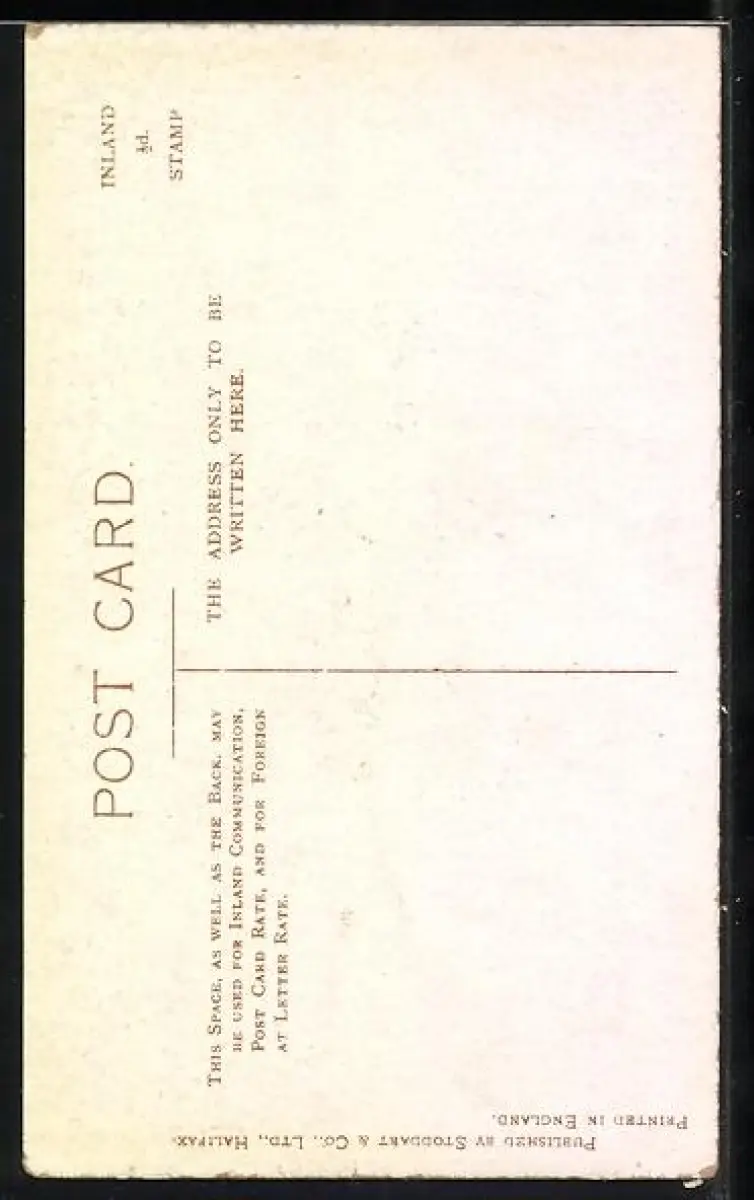 POST CARD.
INLAND
½d.
STAMP
THIS SPACE, AS WELL AS THE BACK, MAY
BE USED FOR INLAND COMMUNICATION,
POST CARD RATE, AND FOR FOREIGN
AT LETTER RATE.
THE ADDRESS ONLY TO BE
WRITTEN HERE.
PUBLISHED BY STODDART & CO., LTD., HALIFAX.
PRINTED IN ENGLAND.